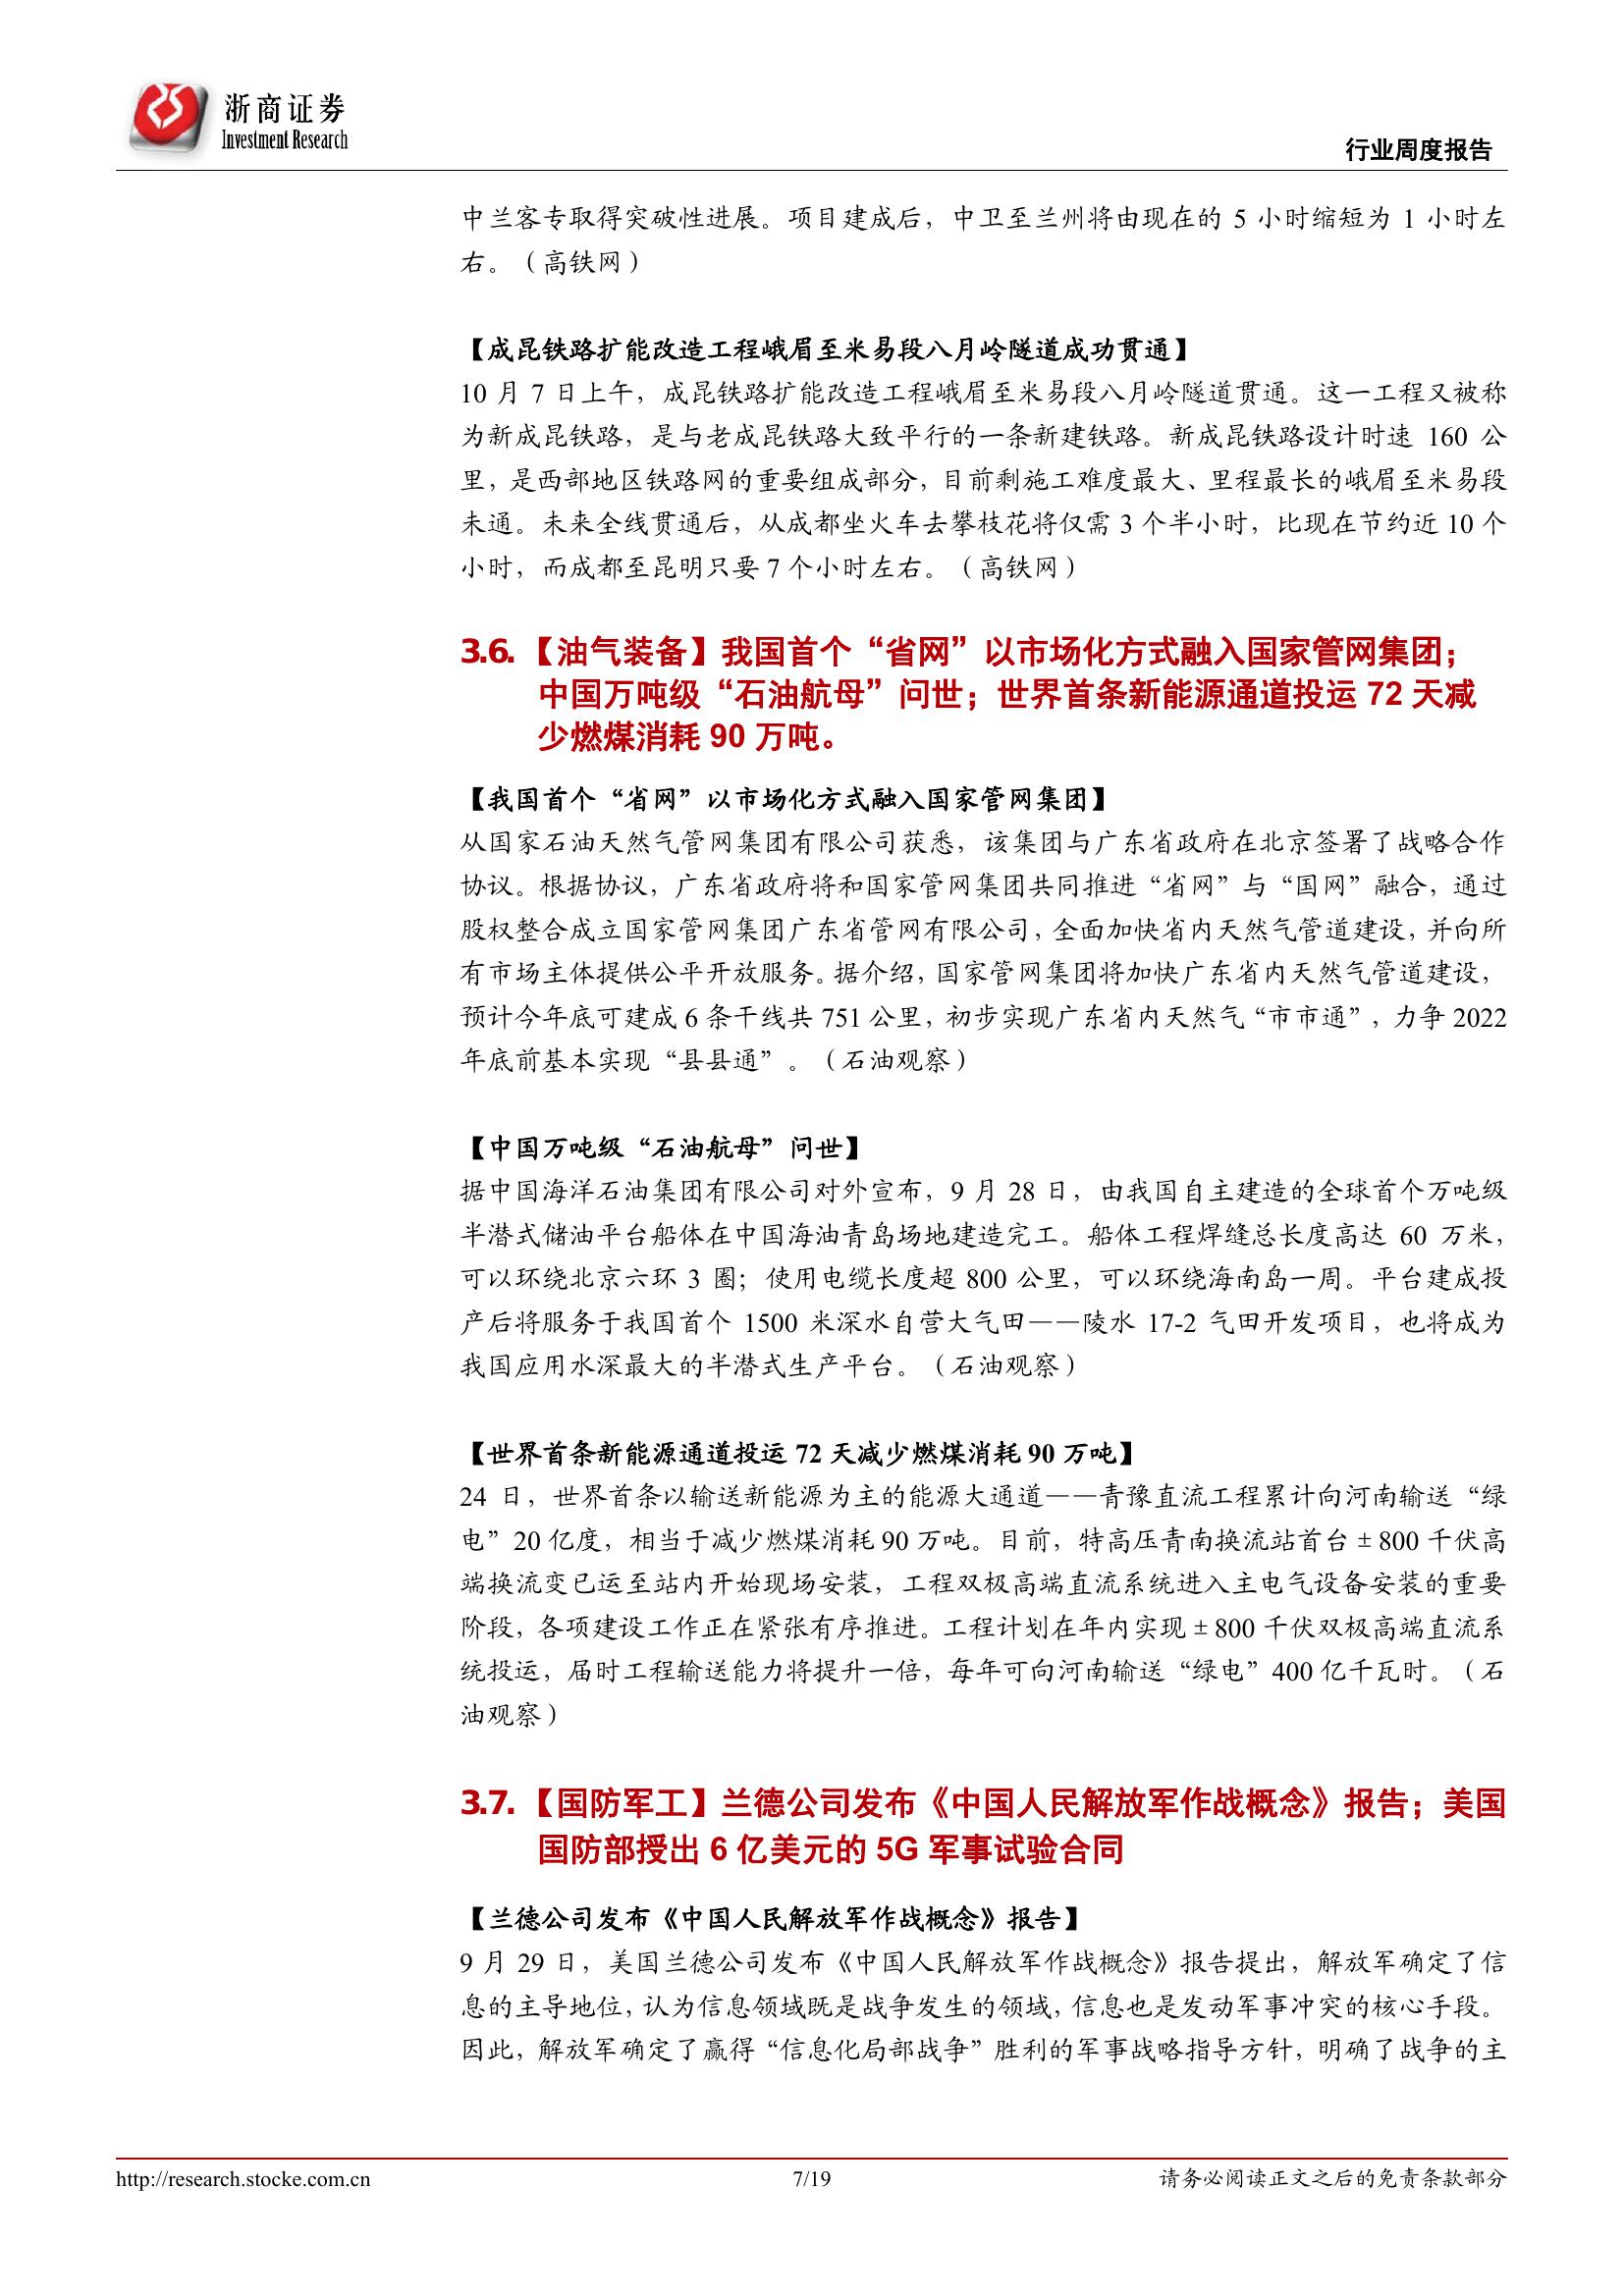 浙商证券
Investment Research
行业周度报告
中兰客专取得突破性进展。项目建成后，中卫至兰州将由现在的 5 小时缩短为 1 小时左
右。（高铁网）
【成昆铁路扩能改造工程峨眉至米易段八月岭隧道成功贯通】
10 月 7 日上午，成昆铁路扩能改造工程峨眉至米易段八月岭隧道贯通。这一工程又被称
为新成昆铁路，是与老成昆铁路大致平行的一条新建铁路。新成昆铁路设计时速 160 公
里，是西部地区铁路网的重要组成部分，目前剩施工难度最大、里程最长的峨眉至米易段
未通。未来全线贯通后，从成都坐火车去攀枝花将仅需 3 个半小时，比现在节约近 10 个
小时，而成都至昆明只要 7 个小时左右。（高铁网）
3.6. 【油气装备】我国首个“省网”以市场化方式融入国家管网集团；
中国万吨级“石油航母”问世；世界首条新能源通道投运 72 天减
少燃煤消耗 90 万吨。
【我国首个“省网”以市场化方式融入国家管网集团】
从国家石油天然气管网集团有限公司获悉，该集团与广东省政府在北京签署了战略合作
协议。根据协议，广东省政府将和国家管网集团共同推进“省网”与“国网”融合，通过
股权整合成立国家管网集团广东省管网有限公司，全面加快省内天然气管道建设，并向所
有市场主体提供公平开放服务。据介绍，国家管网集团将加快广东省内天然气管道建设，
预计今年底可建成 6 条干线共 751 公里，初步实现广东省内天然气“市市通”，力争 2022
年底前基本实现“县县通”。（石油观察）
【中国万吨级“石油航母”问世】
据中国海洋石油集团有限公司对外宣布，9 月 28 日，由我国自主建造的全球首个万吨级
半潜式储油平台船体在中国海油青岛场地建造完工。船体工程焊缝总长度高达 60 万米，
可以环绕北京六环 3 圈；使用电缆长度超 800 公里，可以环绕海南岛一周。平台建成投
产后将服务于我国首个 1500 米深水自营大气田——陵水 17-2 气田开发项目，也将成为
我国应用水深最大的半潜式生产平台。（石油观察）
【世界首条新能源通道投运 72 天减少燃煤消耗 90 万吨】
24 日，世界首条以输送新能源为主的能源大通道——青豫直流工程累计向河南输送“绿
电”20 亿度，相当于减少燃煤消耗 90 万吨。目前，特高压青南换流站首台±800 千伏高
端换流变已运至站内开始现场安装，工程双极高端直流系统进入主电气设备安装的重要
阶段，各项建设工作正在紧张有序推进。工程计划在年内实现±800 千伏双极高端直流系
统投运，届时工程输送能力将提升一倍，每年可向河南输送“绿电”400 亿千瓦时。（石
油观察）
3.7. 【国防军工】兰德公司发布《中国人民解放军作战概念》报告；美国
国防部授出 6 亿美元的 5G 军事试验合同
【兰德公司发布《中国人民解放军作战概念》报告】
9 月 29 日，美国兰德公司发布《中国人民解放军作战概念》报告提出，解放军确定了信
息的主导地位，认为信息领域既是战争发生的领域，信息也是发动军事冲突的核心手段。
因此，解放军确定了赢得“信息化局部战争”胜利的军事战略指导方针，明确了战争的主
http://research.stocke.com.cn
7/19
请务必阅读正文之后的免责条款部分